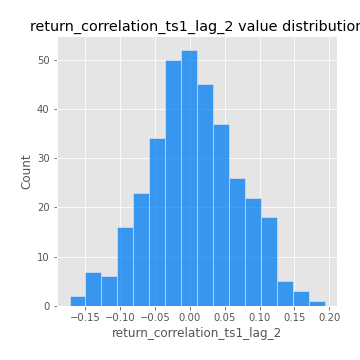 return_correlation_ts1_lag_2 value distribution
50
40
30
20
10
0
Count
−0.15 −0.10 −0.05 0.00 0.05 0.10 0.15 0.20
return_correlation_ts1_lag_2